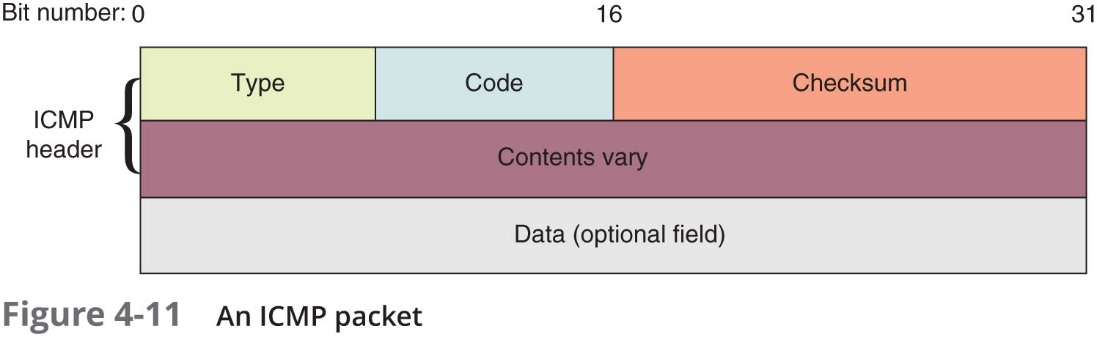 Bit number: 0 16 31
Type Code Checksum
ICMP
header
Contents vary
Data (optional field)
Figure 4-11 An ICMP packet